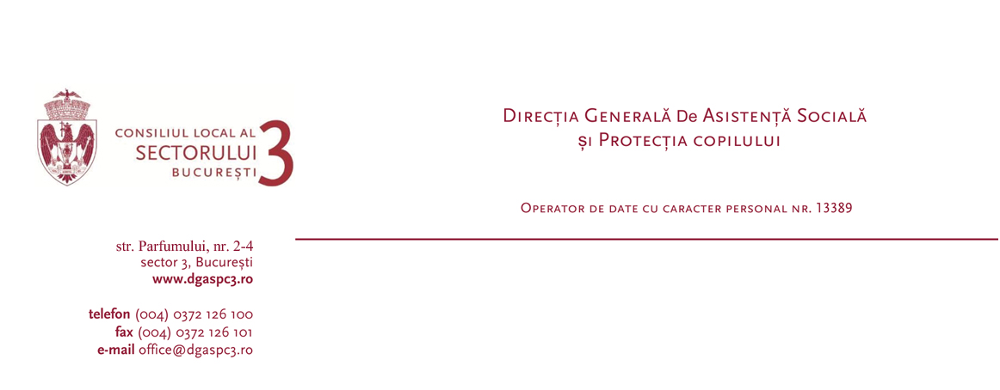 CONSILIUL LOCAL AL
SECTORULUI 3
BUCUREȘTI
Direcția Generală De Asistență Socială
și Protecția copilului
Operator de date cu caracter personal nr. 13389
str. Parfumului, nr. 2-4
sector 3, București
www.dgaspc3.ro
telefon (004) 0372 126 100
fax (004) 0372 126 101
e-mail office@dgaspc3.ro